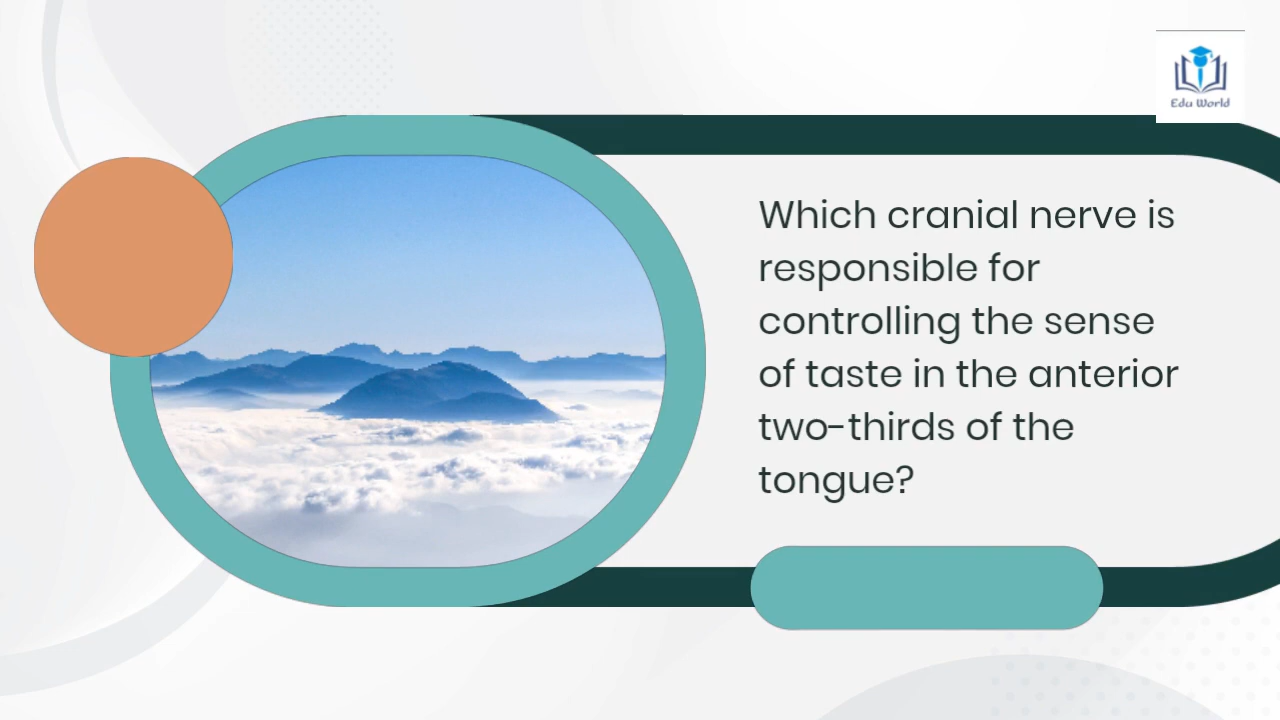 Edu World
Which cranial nerve is
responsible for
controlling the sense
of taste in the anterior
two-thirds of the
tongue?